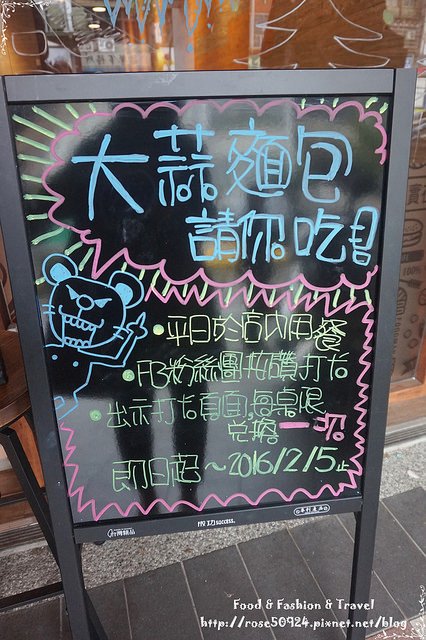 大蒜麵包
請你吃!!
•平日於店內用餐
•FB粉絲團按讚打卡
•出示打卡頁面,每桌限
兌換一份
即日起~2016/2/5止
success.
Food & Fashion & Travel
http://rose50924.pixnet.net/blog